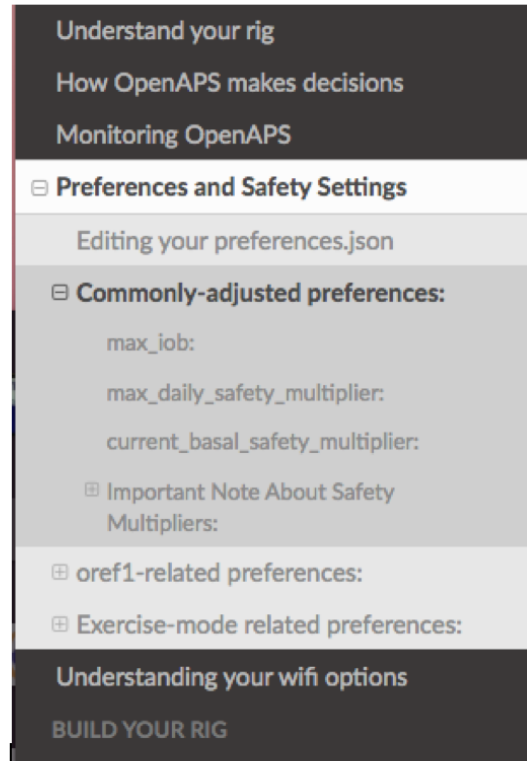 Understand your rig
How OpenAPS makes decisions
Monitoring OpenAPS
Preferences and Safety Settings
Editing your preferences.json
Commonly-adjusted preferences:
max_iob:
max_daily_safety_multiplier:
current_basal_safety_multiplier:
Important Note About Safety
Multipliers:
oref1-related preferences:
Exercise-mode related preferences:
Understanding your wifi options
BUILD YOUR RIG